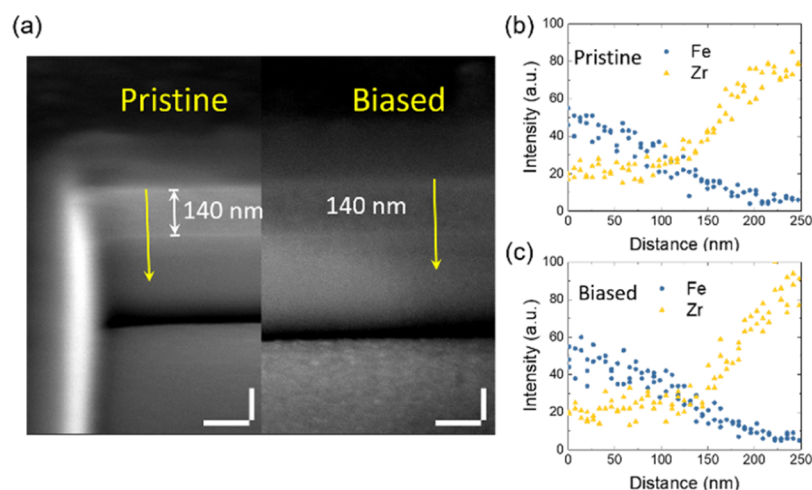 (a)
Pristine
Biased
140 nm
140 nm
(b)
Pristine
Fe
Zr
Intensity (a.u.)
100
80
60
40
20
0
0 50 100 150 200 250
Distance (nm)
(c)
Biased
Fe
Zr
Intensity (a.u.)
100
80
60
40
20
0
0 50 100 150 200 250
Distance (nm)